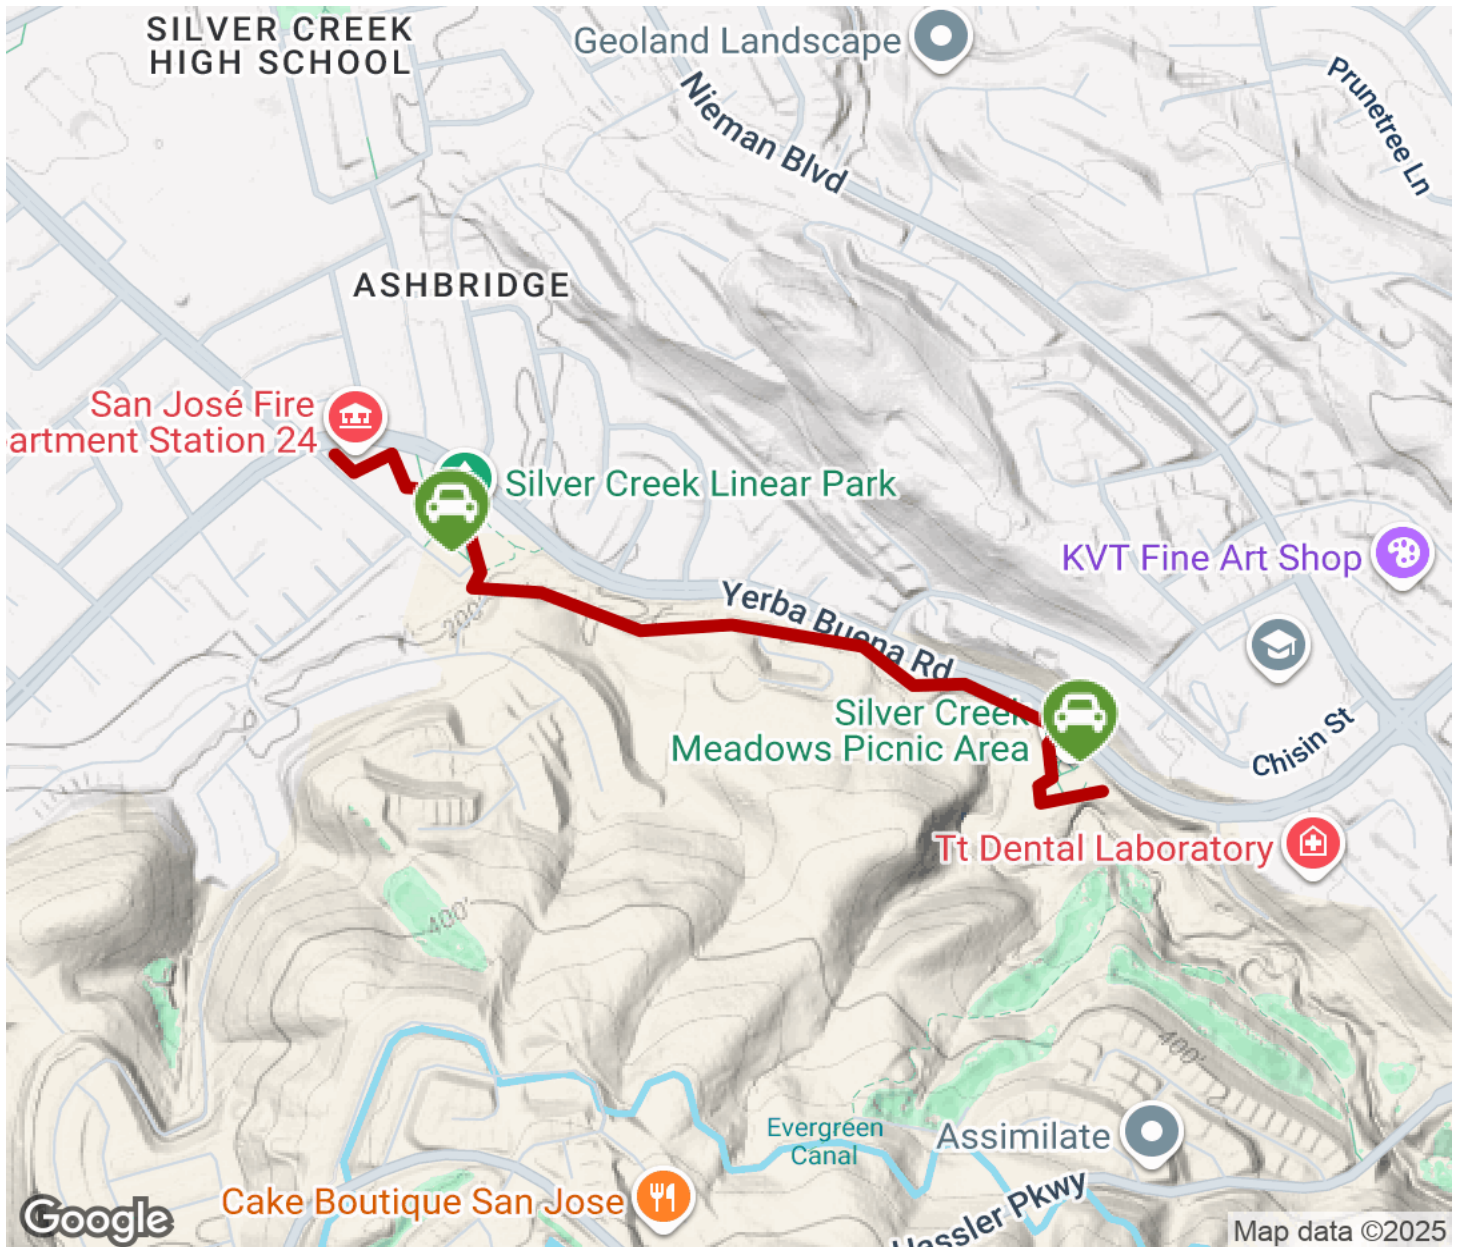 SILVER CREEK
HIGH SCHOOL
Geoland Landscape
Nieman Blvd
Prunetree Ln
ASHBRIDGE
San José Fire
artment Station 24
Silver Creek Linear Park
KVT Fine Art Shop
200'
Yerba Buena Rd
Silver Creek
Meadows Picnic Area
Chisin St
Tt Dental Laboratory
400'
400'
Evergreen
Canal
Assimilate
Cake Boutique San Jose
Hassler Pkwy
Google
Map data ©2025